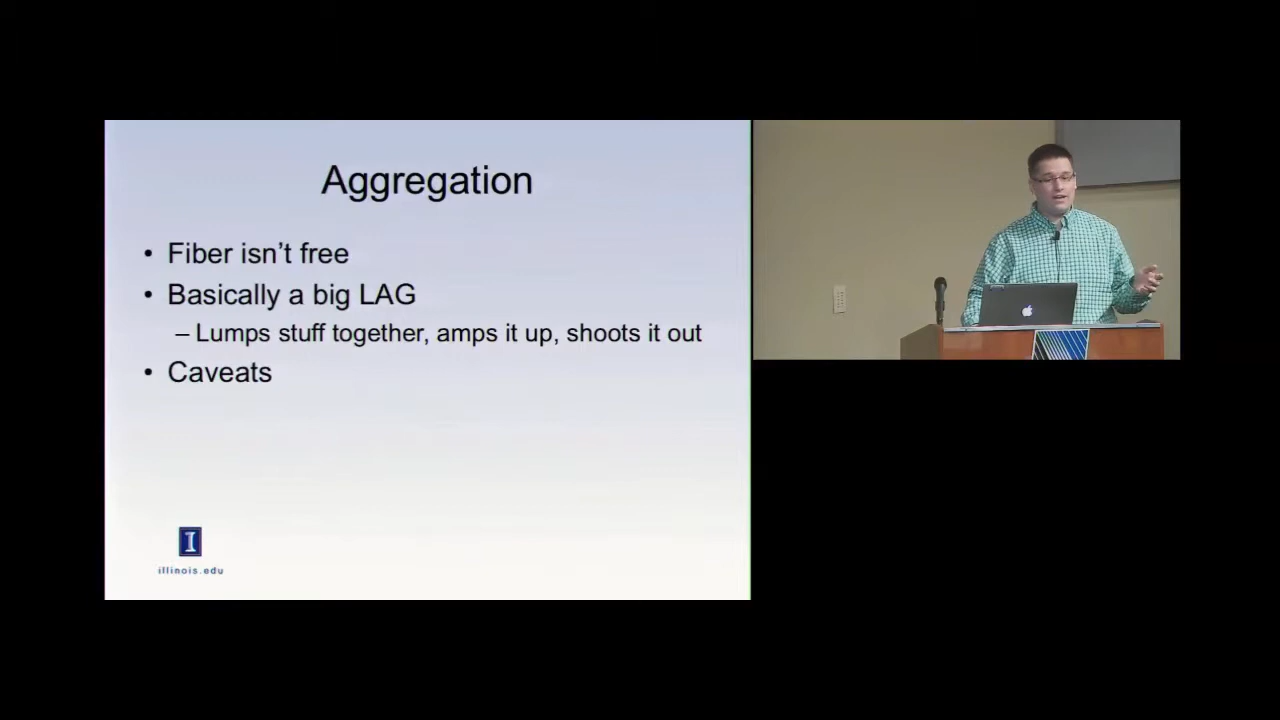 Aggregation
• Fiber isn't free
• Basically a big LAG
– Lumps stuff together, amps it up, shoots it out
• Caveats
I
illinois.edu